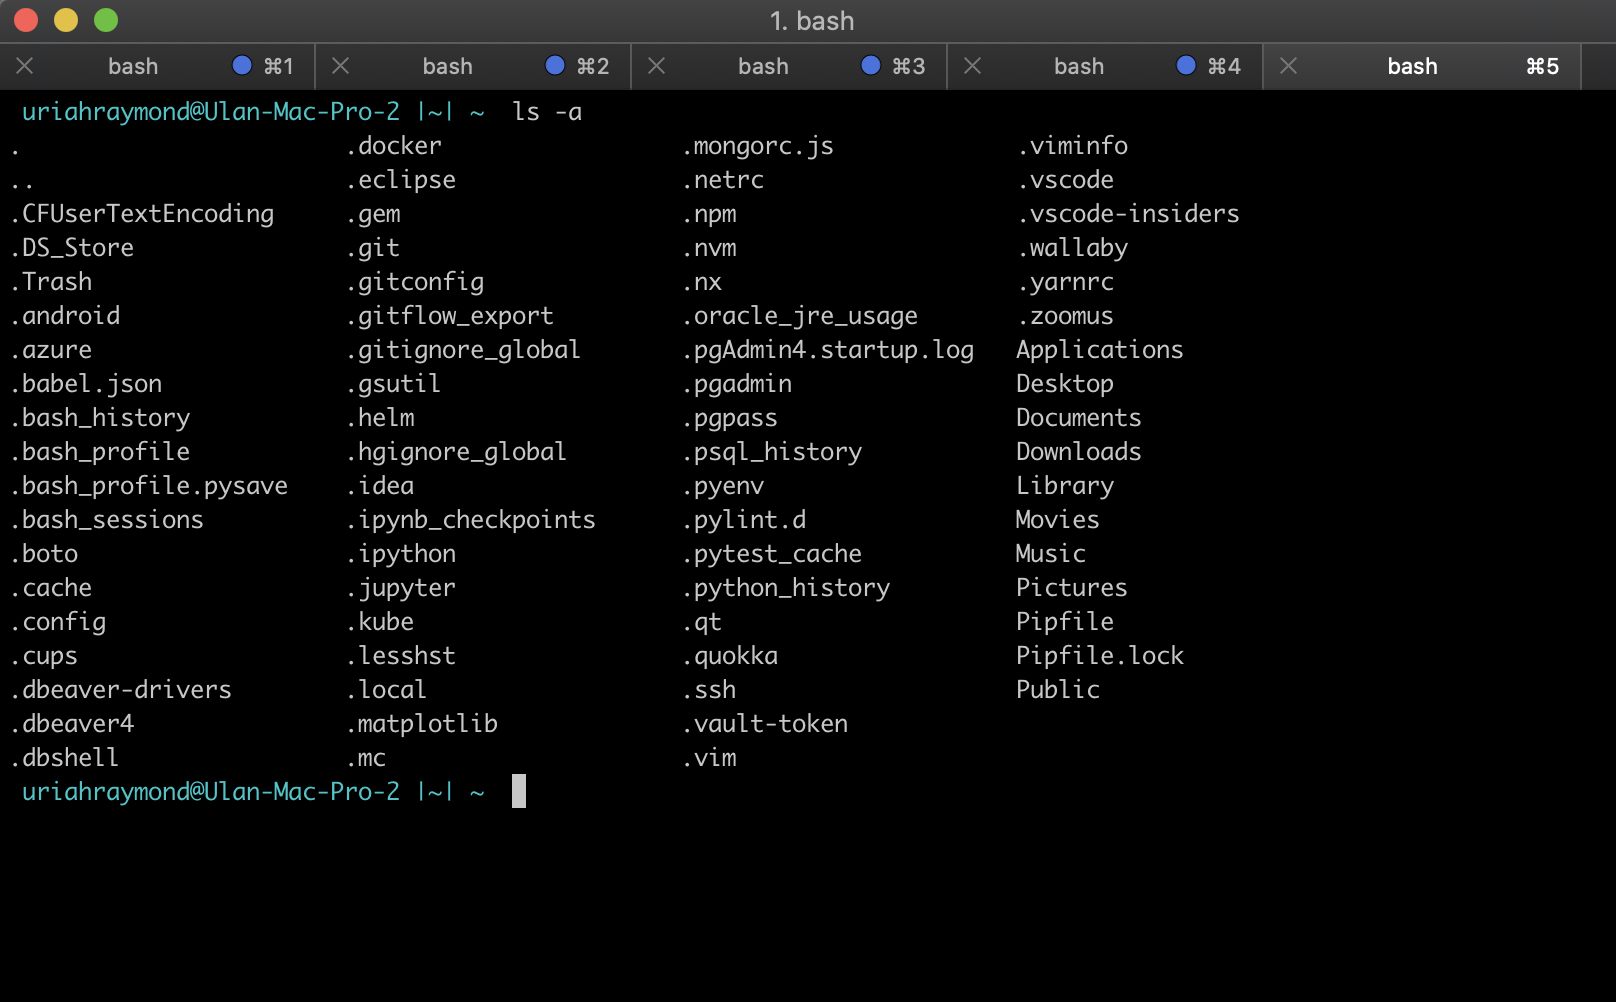 1. bash
bash ⌘1 bash ⌘2 bash ⌘3 bash ⌘4 bash ⌘5
uriahraymond@Ulan-Mac-Pro-2 |~| ~ ls -a
. .docker .mongorc.js .viminfo
.. .eclipse .netrc .vscode
.CFUserTextEncoding .gem .npm .vscode-insiders
.DS_Store .git .nvm .wallaby
.Trash .gitconfig .nx .yarnrc
.android .gitflow_export .oracle_jre_usage .zoomus
.azure .gitignore_global .pgAdmin4.startup.log Applications
.babel.json .gsutil .pgadmin Desktop
.bash_history .helm .pgpass Documents
.bash_profile .hgignore_global .psql_history Downloads
.bash_profile.pysave .idea .pyenv Library
.bash_sessions .ipynb_checkpoints .pylint.d Movies
.boto .ipython .pytest_cache Music
.cache .jupyter .python_history Pictures
.config .kube .qt Pipfile
.cups .lesshst .quokka Pipfile.lock
.dbeaver-drivers .local .ssh Public
.dbeaver4 .matplotlib .vault-token
.dbshell .mc .vim
uriahraymond@Ulan-Mac-Pro-2 |~| ~